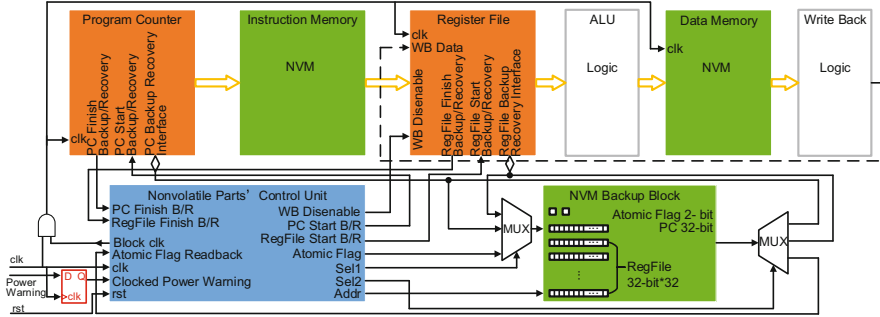 Program Counter
Instruction Memory
Register File
ALU
Data Memory
Write Back
clk
WB Data
clk
NVM
Logic
NVM
Logic
clk
PC Finish
Backup/Recovery
PC Start
Backup/Recovery
PC Backup Recovery
Interface
WB Disenable
RegFile Finish
Backup/Recovery
RegFile Start
Backup/Recovery
RegFile Backup
Recovery Interface
Nonvolatile Parts' Control Unit
PC Finish B/R
RegFile Finish B/R
Block clk
Atomic Flag Readback
clk
Clocked Power Warning
rst
WB Disenable
PC Start B/R
RegFile Start B/R
Atomic Flag
Sel1
Sel2
Addr
MUX
NVM Backup Block
Atomic Flag 2- bit
PC 32-bit
...
RegFile
32-bit*32
MUX
clk
Power
Warning
D Q
>clk
rst